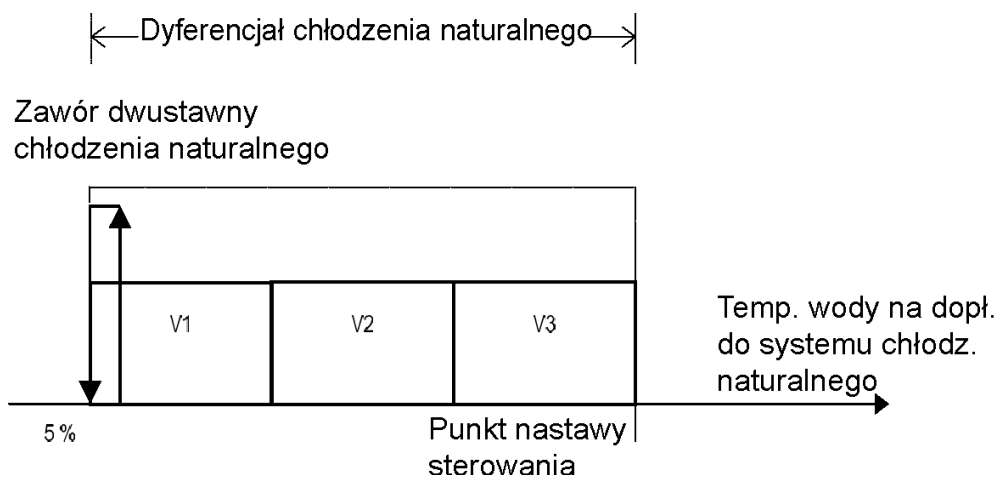 Dyferencjał chłodzenia naturalnego
Zawór dwustawny
chłodzenia naturalnego
V1
V2
V3
Temp. wody na dopł.
do systemu chłodz.
naturalnego
5 %
Punkt nastawy
sterowania